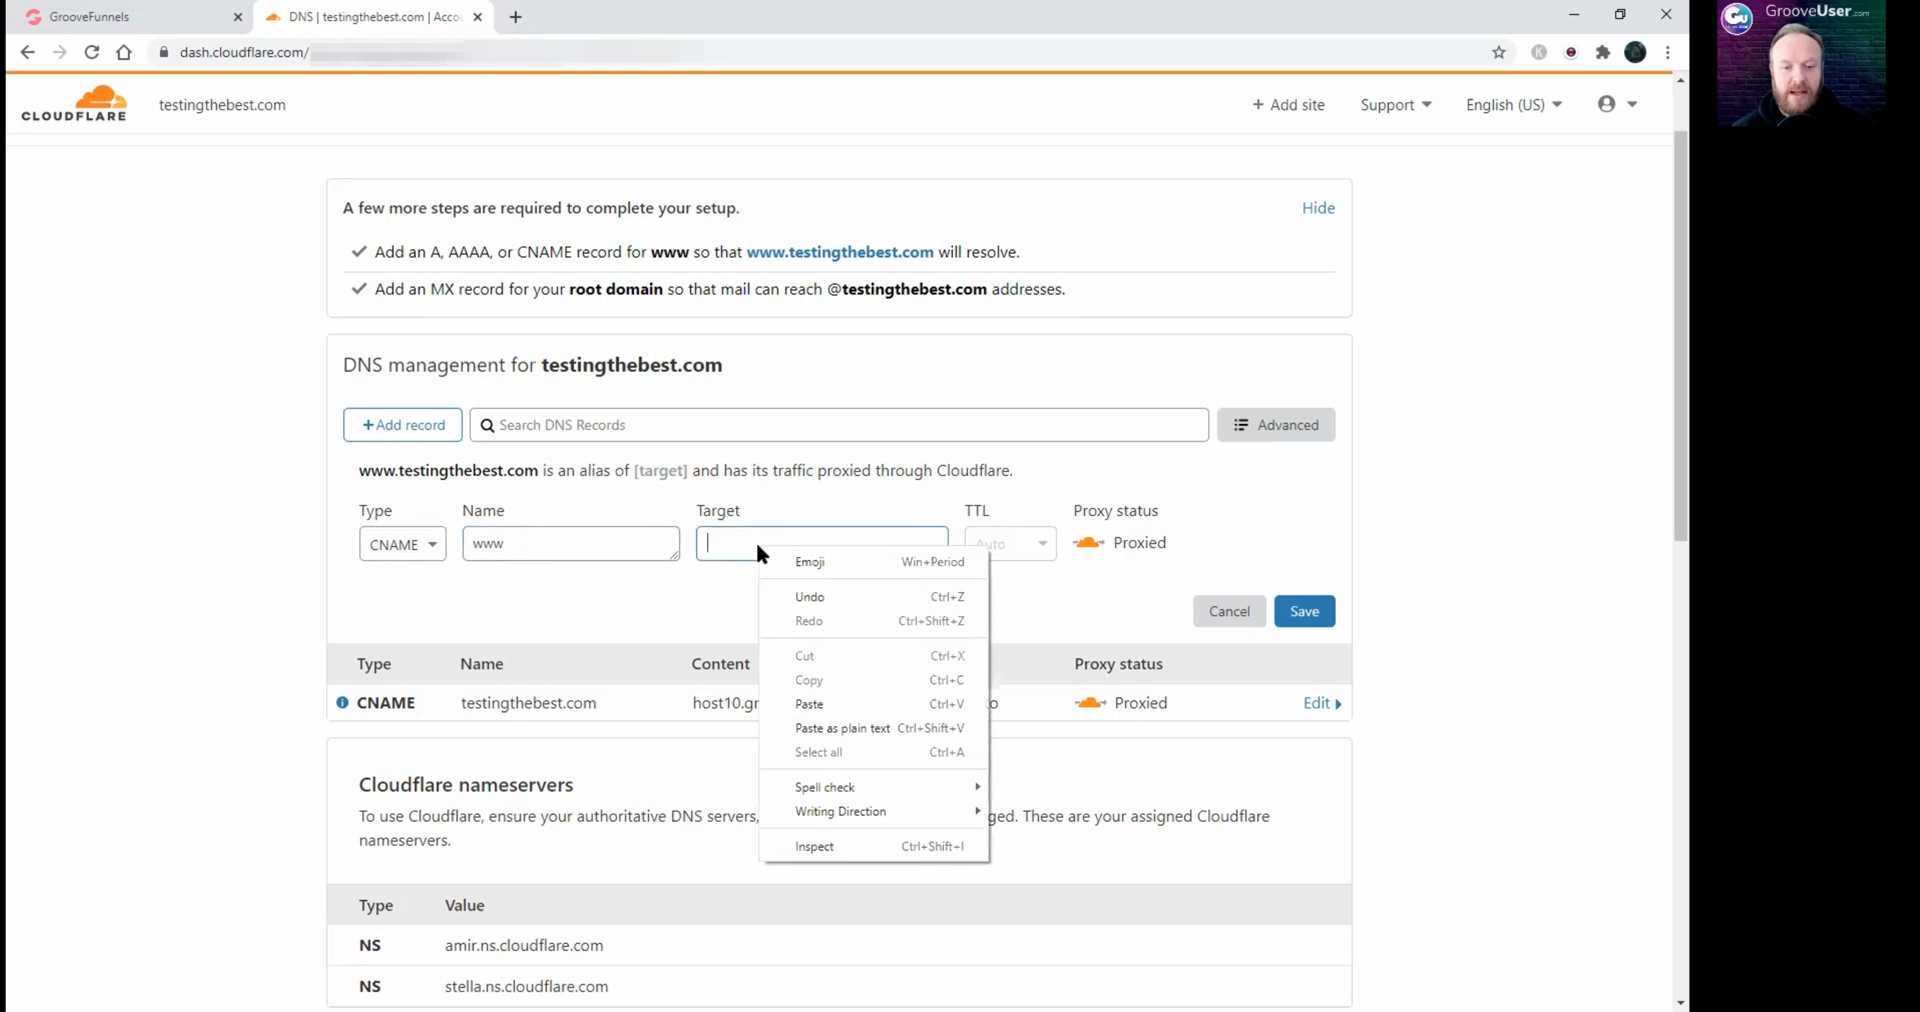 GrooveFunnels
DNS | testingthebest.com | Acco
dash.cloudflare.com/
GrooveUser.com
CLOUDFLARE
testingthebest.com
+ Add site
Support
English (US)
A few more steps are required to complete your setup.
Hide
Add an A, AAAA, or CNAME record for www so that www.testingthebest.com will resolve.
Add an MX record for your root domain so that mail can reach @testingthebest.com addresses.
DNS management for testingthebest.com
+Add record
Search DNS Records
Advanced
www.testingthebest.com is an alias of [target] and has its traffic proxied through Cloudflare.
Type Name Target TTL Proxy status
CNAME www Auto Proxied
Emoji Win+Period
Undo Ctrl+Z
Redo Ctrl+Shift+Z
Cut Ctrl+X
Copy Ctrl+C
Paste Ctrl+V
Paste as plain text Ctrl+Shift+V
Select all Ctrl+A
Spell check
Writing Direction
Inspect Ctrl+Shift+I
Cancel Save
Type Name Content Proxy status
CNAME testingthebest.com host10.gr o Proxied Edit
Cloudflare nameservers
To use Cloudflare, ensure your authoritative DNS servers, ged. These are your assigned Cloudflare
nameservers.
Type Value
NS amir.ns.cloudflare.com
NS stella.ns.cloudflare.com